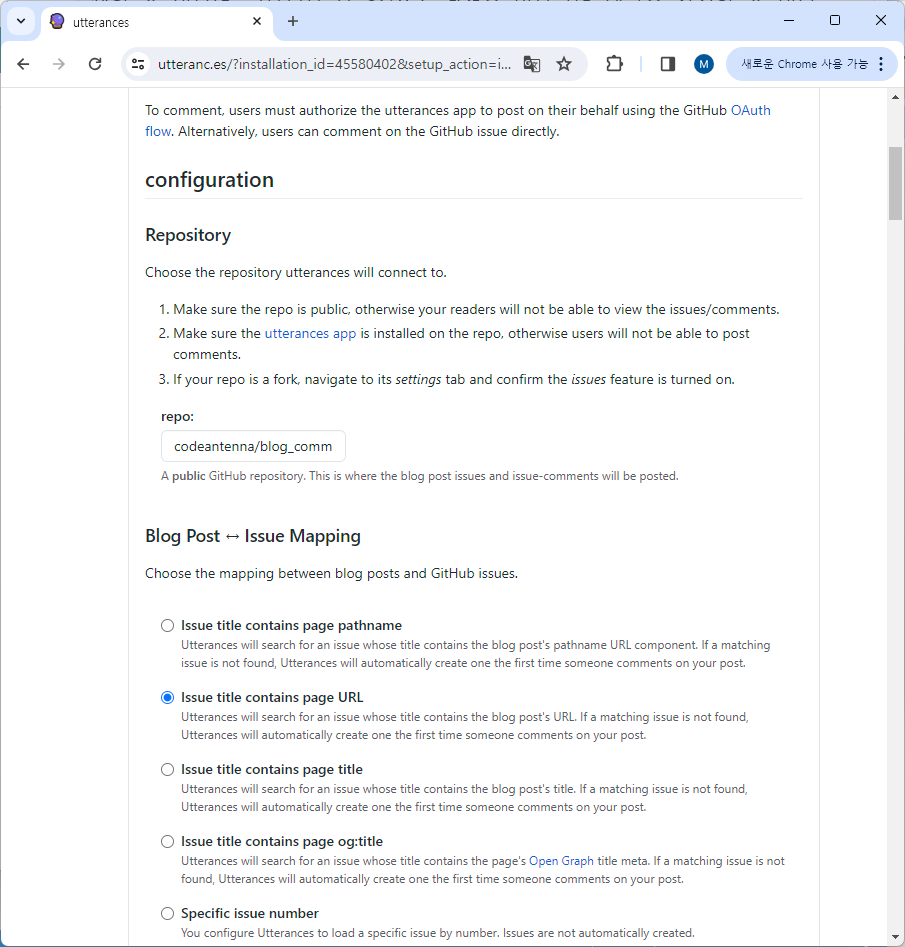 utterances
utteranc.es/?installation_id=45580402&setup_action=i...
M
새로운 Chrome 사용 가능
To comment, users must authorize the utterances app to post on their behalf using the GitHub OAuth
flow. Alternatively, users can comment on the GitHub issue directly.
configuration
Repository
Choose the repository utterances will connect to.
1. Make sure the repo is public, otherwise your readers will not be able to view the issues/comments.
2. Make sure the utterances app is installed on the repo, otherwise users will not be able to post
comments.
3. If your repo is a fork, navigate to its settings tab and confirm the issues feature is turned on.
repo:
codeantenna/blog_comm
A public GitHub repository. This is where the blog post issues and issue-comments will be posted.
Blog Post ↔ Issue Mapping
Choose the mapping between blog posts and GitHub issues.
Issue title contains page pathname
Utterances will search for an issue whose title contains the blog post's pathname URL component. If a matching
issue is not found, Utterances will automatically create one the first time someone comments on your post.
Issue title contains page URL
Utterances will search for an issue whose title contains the blog post's URL. If a matching issue is not found,
Utterances will automatically create one the first time someone comments on your post.
Issue title contains page title
Utterances will search for an issue whose title contains the blog post's title. If a matching issue is not found,
Utterances will automatically create one the first time someone comments on your post.
Issue title contains page og:title
Utterances will search for an issue whose title contains the page's Open Graph title meta. If a matching issue is not
found, Utterances will automatically create one the first time someone comments on your post.
Specific issue number
You configure Utterances to load a specific issue by number. Issues are not automatically created.